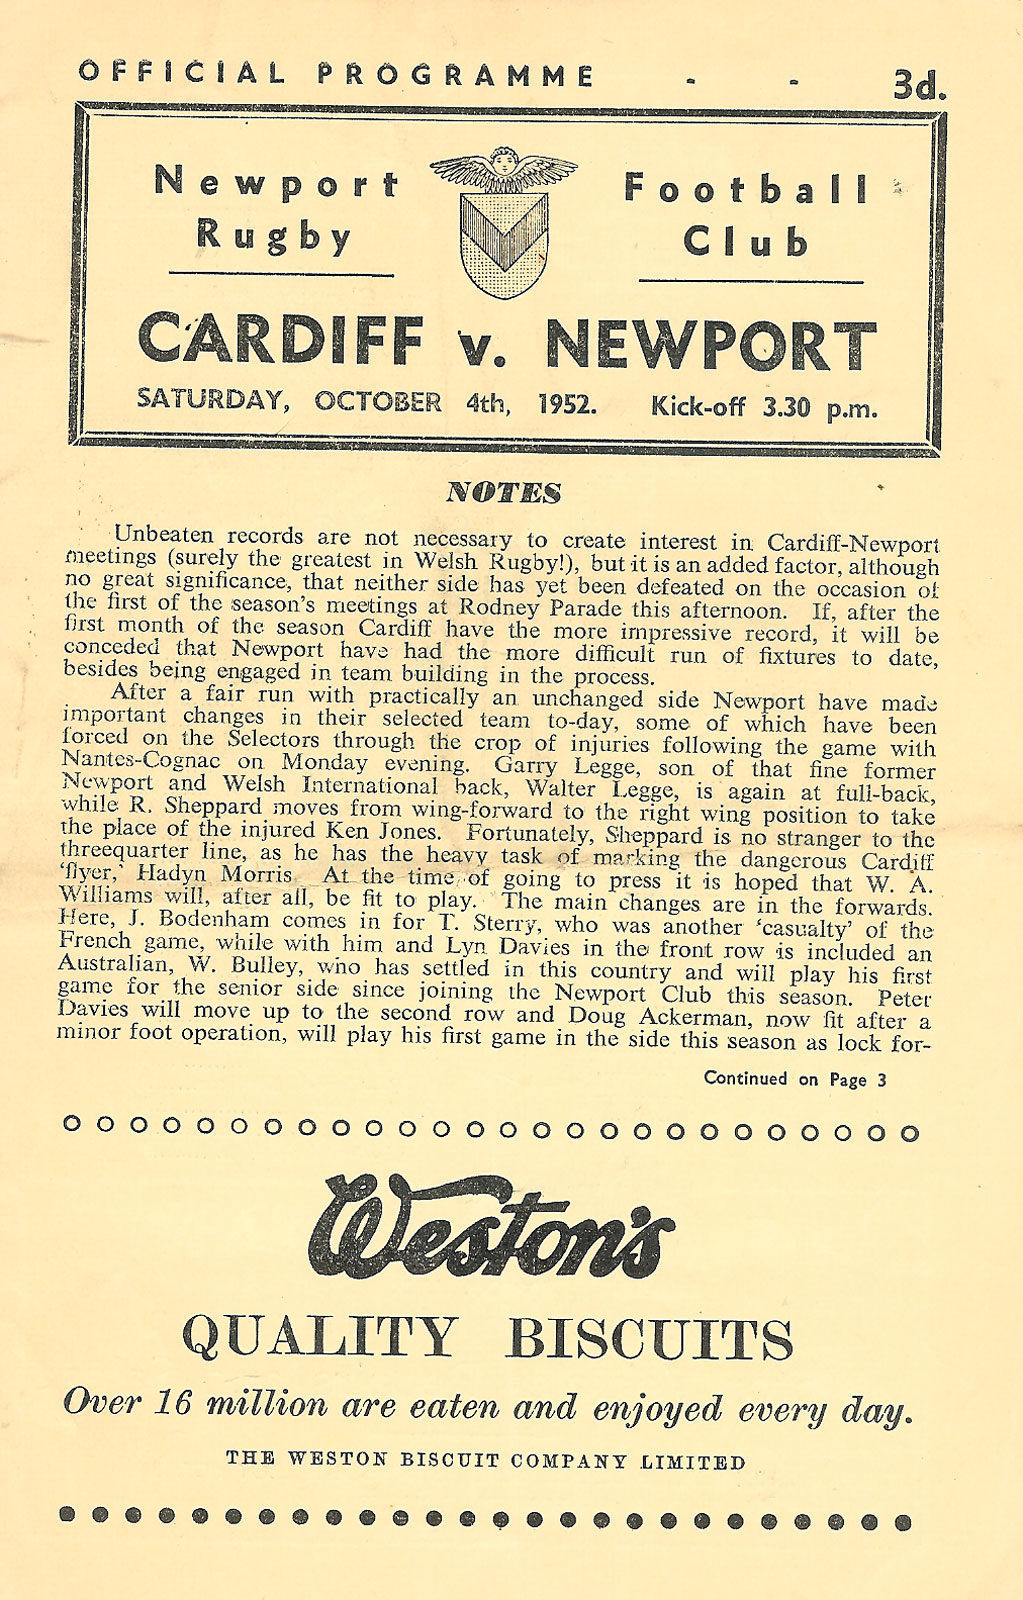 OFFICIAL PROGRAMME - - 3d.
Newport Football
Rugby Club
CARDIFF v. NEWPORT
SATURDAY, OCTOBER 4th, 1952. Kick-off 3.30 p.m.
NOTES
Unbeaten records are not necessary to create interest in Cardiff-Newport
meetings (surely the greatest in Welsh Rugby!), but it is an added factor, although
no great significance, that neither side has yet been defeated on the occasion of
the first of the season's meetings at Rodney Parade this afternoon. If, after the
first month of the season Cardiff have the more impressive record, it will be
conceded that Newport have had the more difficult run of fixtures to date,
besides being engaged in team building in the process.
After a fair run with practically an unchanged side Newport have made
important changes in their selected team to-day, some of which have been
forced on the Selectors through the crop of injuries following the game with
Nantes-Cognac on Monday evening. Garry Legge, son of that fine former
Newport and Welsh International back, Walter Legge, is again at full-back,
while R. Sheppard moves from wing-forward to the right wing position to take
the place of the injured Ken Jones. Fortunately, Sheppard is no stranger to the
threequarter line, as he has the heavy task of marking the dangerous Cardiff
'flyer,' Hadyn Morris. At the time of going to press it is hoped that W. A.
Williams will, after all, be fit to play. The main changes are in the forwards.
Here, J. Bodenham comes in for T. Sterry, who was another 'casualty' of the
French game, while with him and Lyn Davies in the front row is included an
Australian, W. Bulley, who has settled in this country and will play his first
game for the senior side since joining the Newport Club this season. Peter
Davies will move up to the second row and Doug Ackerman, now fit after a
minor foot operation, will play his first game in the side this season as lock for-
Continued on Page 3
Weston's
QUALITY BISCUITS
Over 16 million are eaten and enjoyed every day.
THE WESTON BISCUIT COMPANY LIMITED